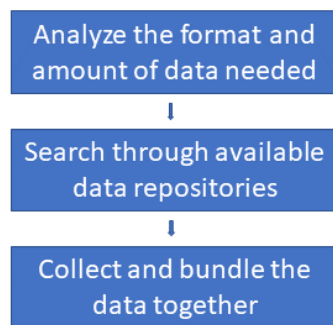 Analyze the format and
amount of data needed
Search through available
data repositories
Collect and bundle the
data together